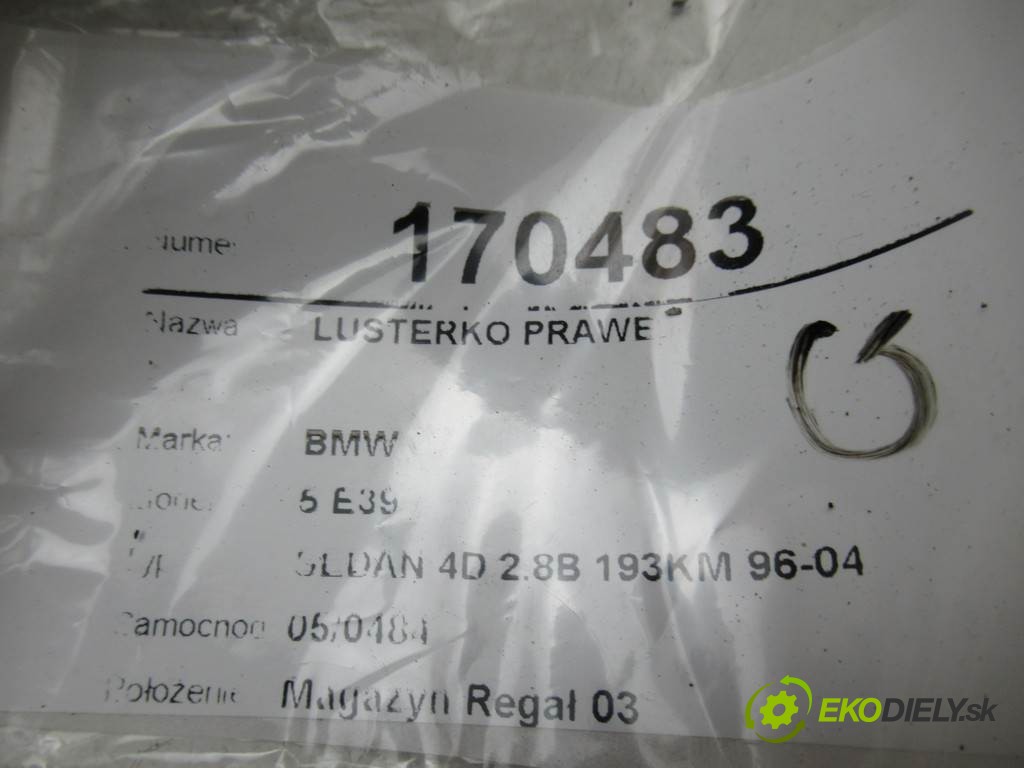 170483
Nazwa LUSTERKO PRAWE
Marka: BMW
5 E39
SEDAN 4D 2.8B 193KM 96-04
Samochod 05/0484
Położenie Magazyn Regał 03
EKODIELY.sk